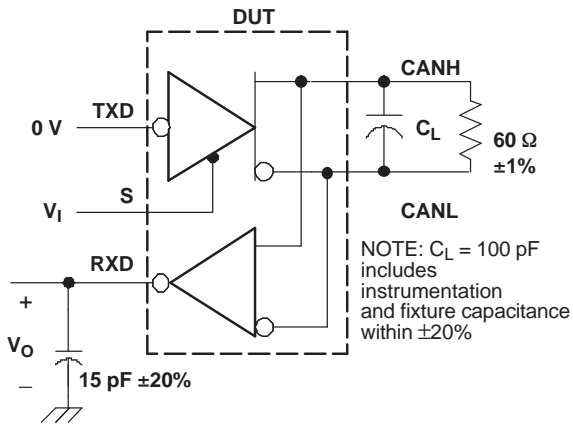 DUT
TXD
0 V
S
V_I
RXD
+
V_O
–
15 pF ±20%
CANH
C_L
60 Ω
±1%
CANL
NOTE: C_L = 100 pF
includes
instrumentation
and fixture capacitance
within ±20%